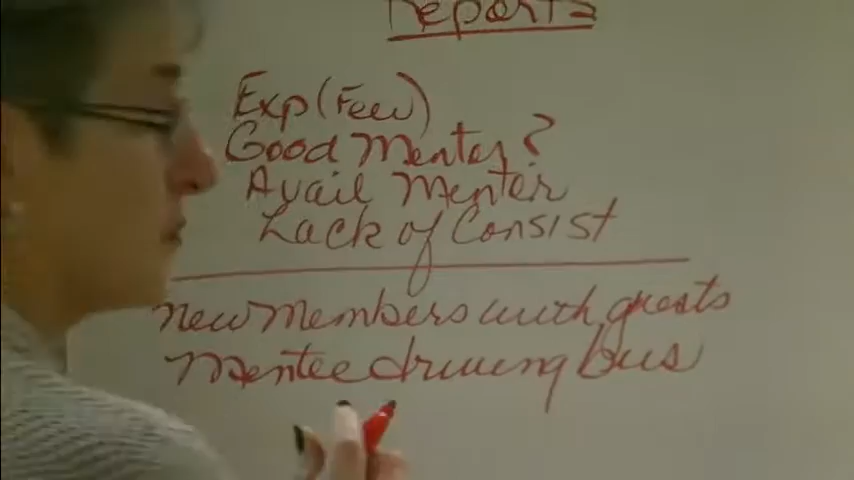 Reports
Exp (Few)
Good Mentor?
Avail Mentor
Lack of Consist
New Members with guests
Mentee driving bus